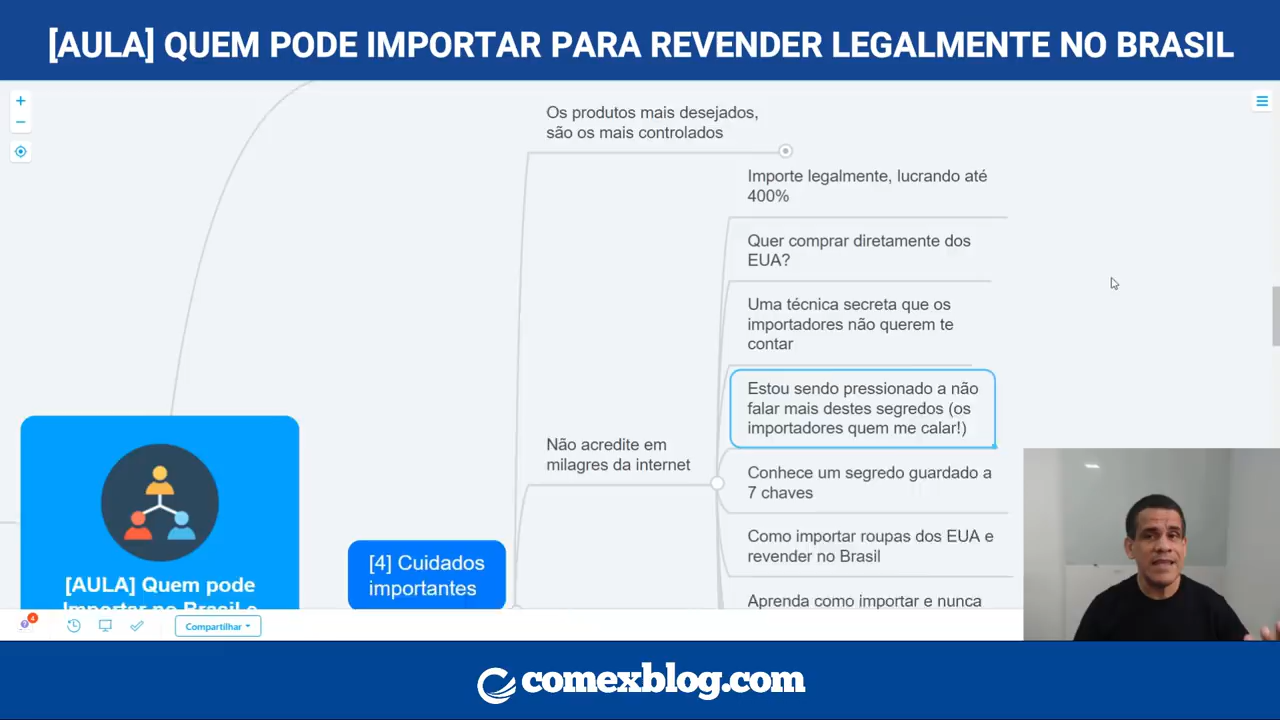 [AULA] QUEM PODE IMPORTAR PARA REVENDER LEGALMENTE NO BRASIL
Os produtos mais desejados,
são os mais controlados
Importe legalmente, lucrando até
400%
Quer comprar diretamente dos
EUA?
Uma técnica secreta que os
importadores não querem te
contar
Estou sendo pressionado a não
falar mais destes segredos (os
importadores quem me calar!)
Não acredite em
milagres da internet
Conhece um segredo guardado a
7 chaves
Como importar roupas dos EUA e
revender no Brasil
Aprenda como importar e nunca
[4] Cuidados
importantes
[AULA] Quem pode
Importar no Brasil e
4
Compartilhar
comexblog.com